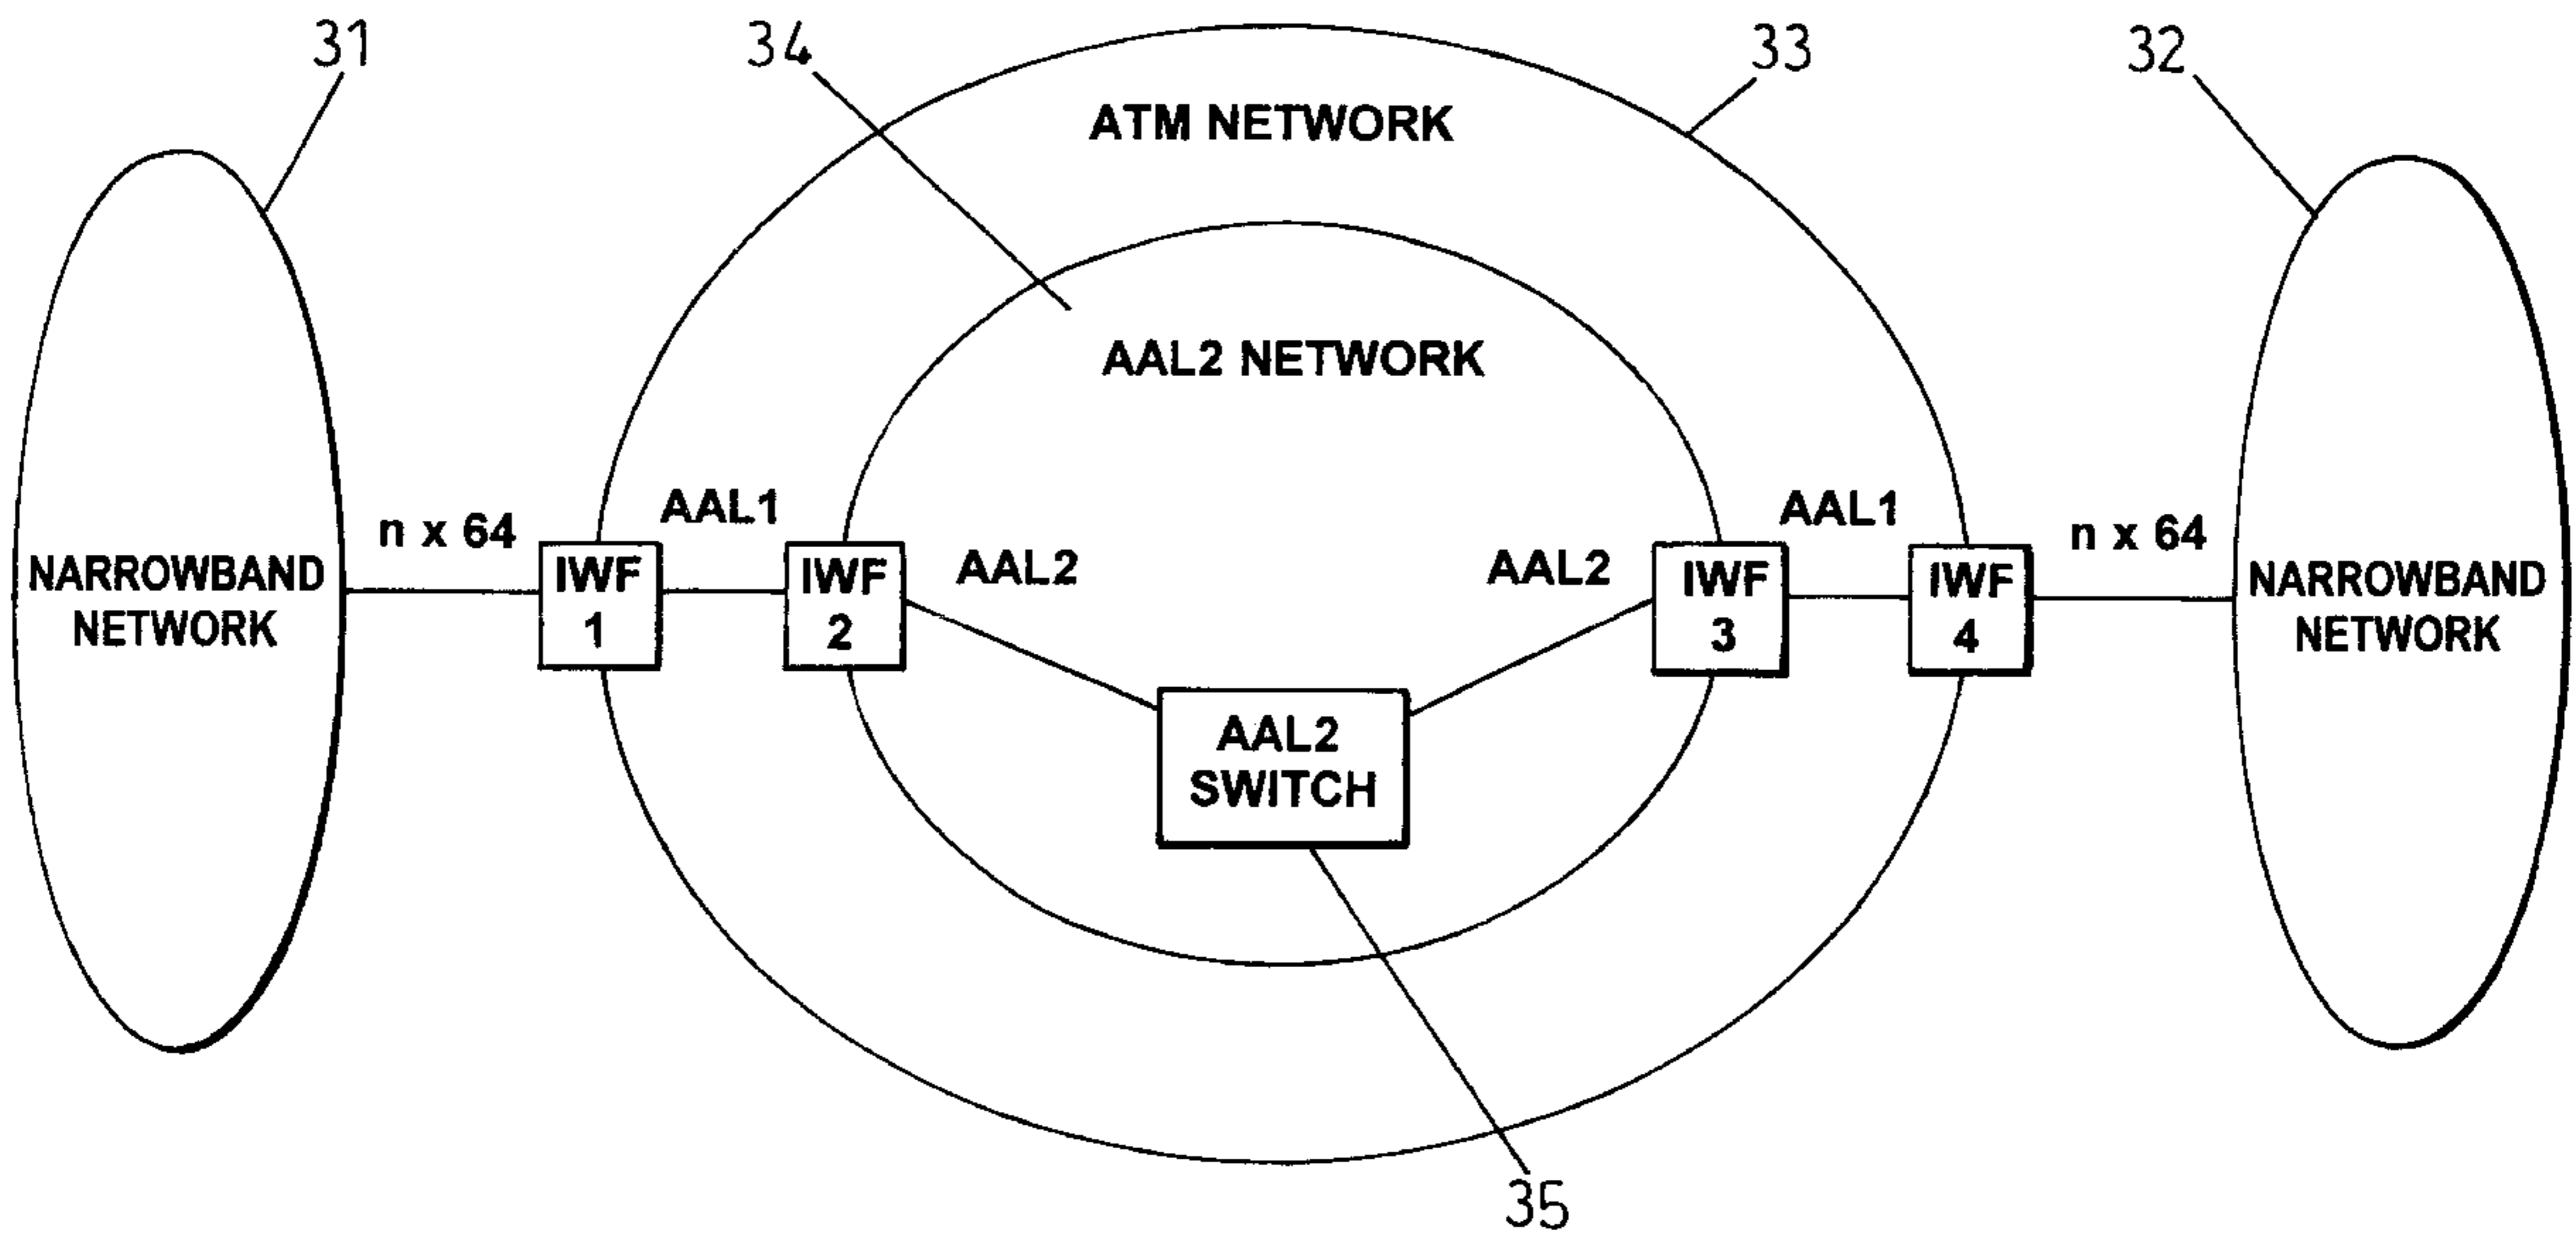 31
34
33
32
ATM NETWORK
AAL2 NETWORK
n x 64
AAL1
AAL2
AAL2
AAL1
n x 64
NARROWBAND
NETWORK
IWF
1
IWF
2
IWF
3
IWF
4
NARROWBAND
NETWORK
AAL2
SWITCH
35